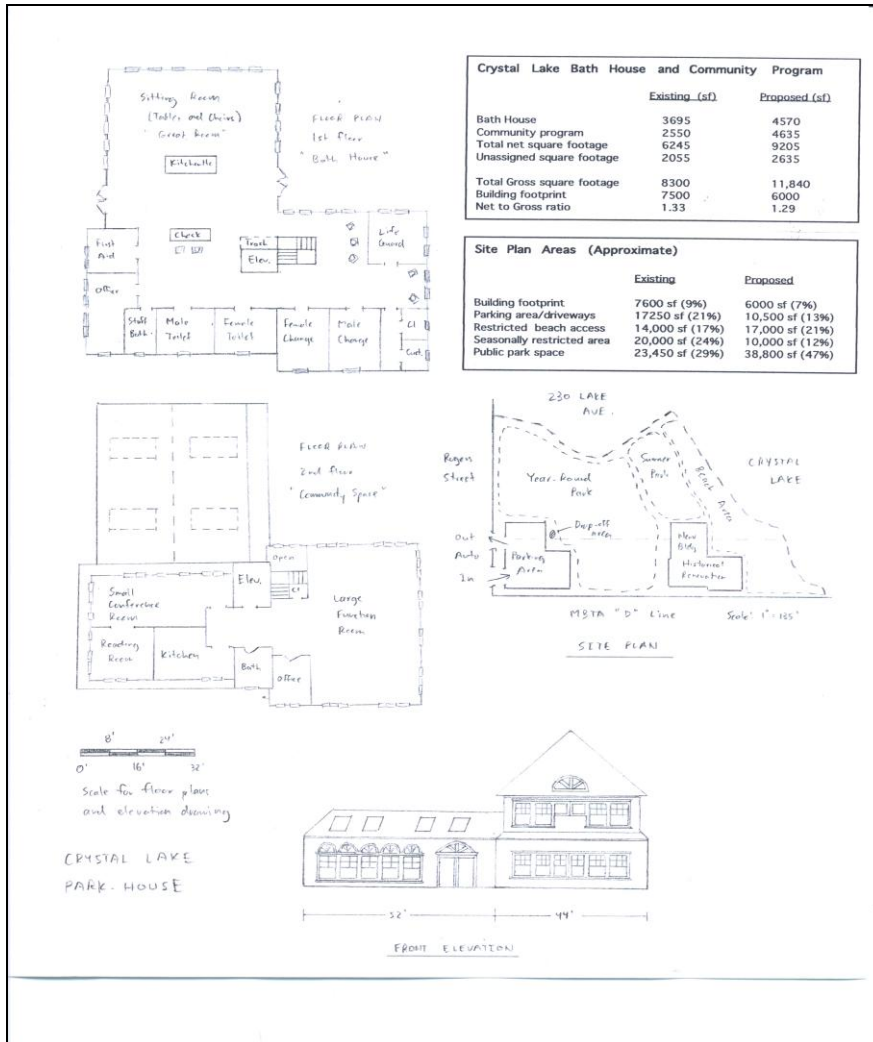 Sitting Room
(Tables and Chairs)
"Great Room"
Kitchenette
FLOOR PLAN
1st floor
"Bath House"
Check
First
Aid
Office
Elev.
Life
Guard
Staff
Bath.
Male
Toilet
Female
Toilet
Female
Change
Male
Change
Cl
Cust.
Crystal Lake Bath House and Community Program
Existing (sf) Proposed (sf)
Bath House 3695 4570
Community program 2550 4635
Total net square footage 6245 9205
Unassigned square footage 2055 2635
Total Gross square footage 8300 11,840
Building footprint 7500 6000
Net to Gross ratio 1.33 1.29
Site Plan Areas (Approximate)
Existing Proposed
Building footprint 7600 sf (9%) 6000 sf (7%)
Parking area/driveways 17250 sf (21%) 10,500 sf (13%)
Restricted beach access 14,000 sf (17%) 17,000 sf (21%)
Seasonally restricted area 20,000 sf (24%) 10,000 sf (12%)
Public park space 23,450 sf (29%) 38,800 sf (47%)
FLOOR PLAN
2nd floor
"Community Space"
Open
Elev.
Cl
Small
Conference
Room
Large
Function
Room
Reading
Room
Kitchen
Bath
Office
230 LAKE
AVE.
Rogers
Street
Year-Round
Park
Summer
Park
Beach Area
CRYSTAL
LAKE
Drop-off
area
Out
Auto
In
Parking
Area
New
Bldg
Historical
Renovation
MBTA "D" Line
Scale: 1"=135'
SITE PLAN
8' 24'
0' 16' 32'
Scale for floor plans
and elevation drawing
CRYSTAL LAKE
PARK-HOUSE
52' 44'
FRONT ELEVATION